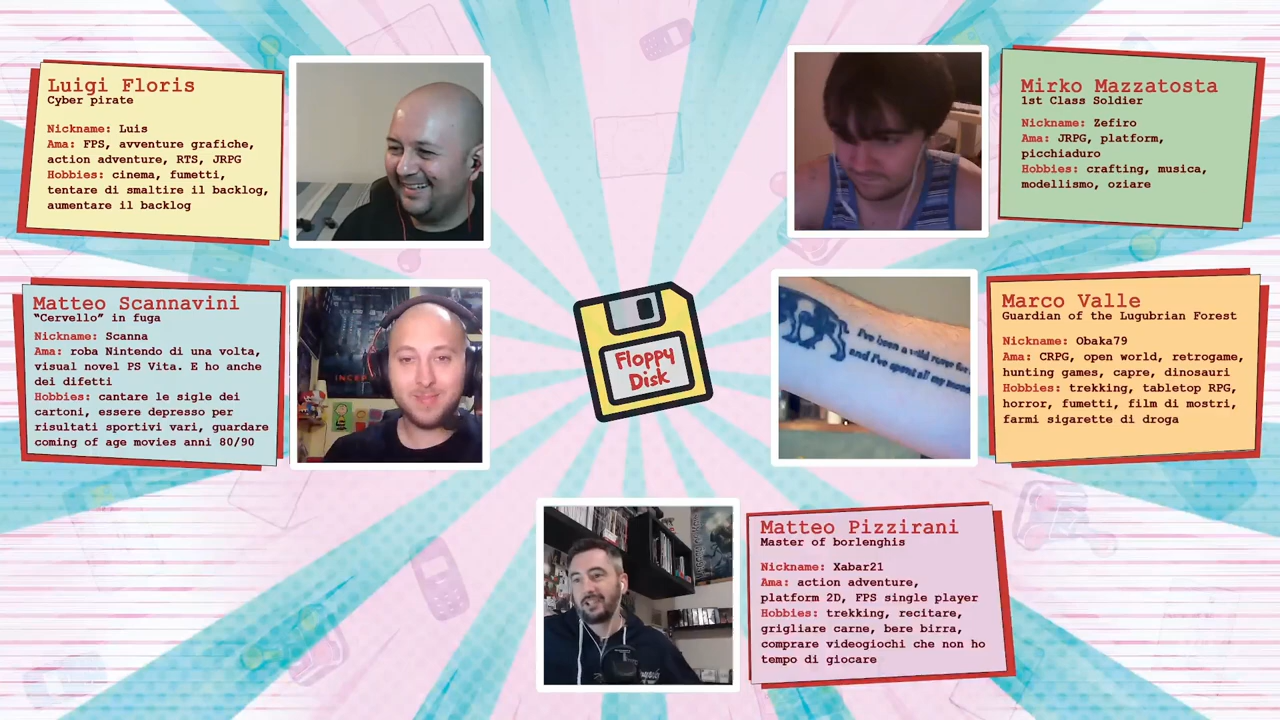 Luigi Floris
Cyber pirate
Nickname: Luis
Ama: FPS, avventure grafiche,
action adventure, RTS, JRPG
Hobbies: cinema, fumetti,
tentare di smaltire il backlog,
aumentare il backlog
Mirko Mazzatosta
1st Class Soldier
Nickname: Zefiro
Ama: JRPG, platform,
picchiaduro
Hobbies: crafting, musica,
modellismo, oziare
Matteo Scannavini
“Cervello” in fuga
Nickname: Scanna
Ama: roba Nintendo di una volta,
visual novel PS Vita. E ho anche
dei difetti
Hobbies: cantare le sigle dei
cartoni, essere depresso per
risultati sportivi vari, guardare
coming of age movies anni 80/90
Floppy
Disk
I've been a wild rover for
and I've spent all my
Marco Valle
Guardian of the Lugubrian Forest
Nickname: Obaka79
Ama: CRPG, open world, retrogame,
hunting games, capre, dinosauri
Hobbies: trekking, tabletop RPG,
horror, fumetti, film di mostri,
farmi sigarette di droga
Matteo Pizzirani
Master of borlenghis
Nickname: Xabar21
Ama: action adventure,
platform 2D, FPS single player
Hobbies: trekking, recitare,
grigliare carne, bere birra,
comprare videogiochi che non ho
tempo di giocare